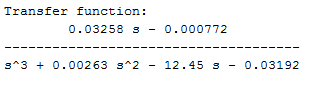 Transfer function:
0.03258 s - 0.000772
-------------------------------------
s^3 + 0.00263 s^2 - 12.45 s - 0.03192